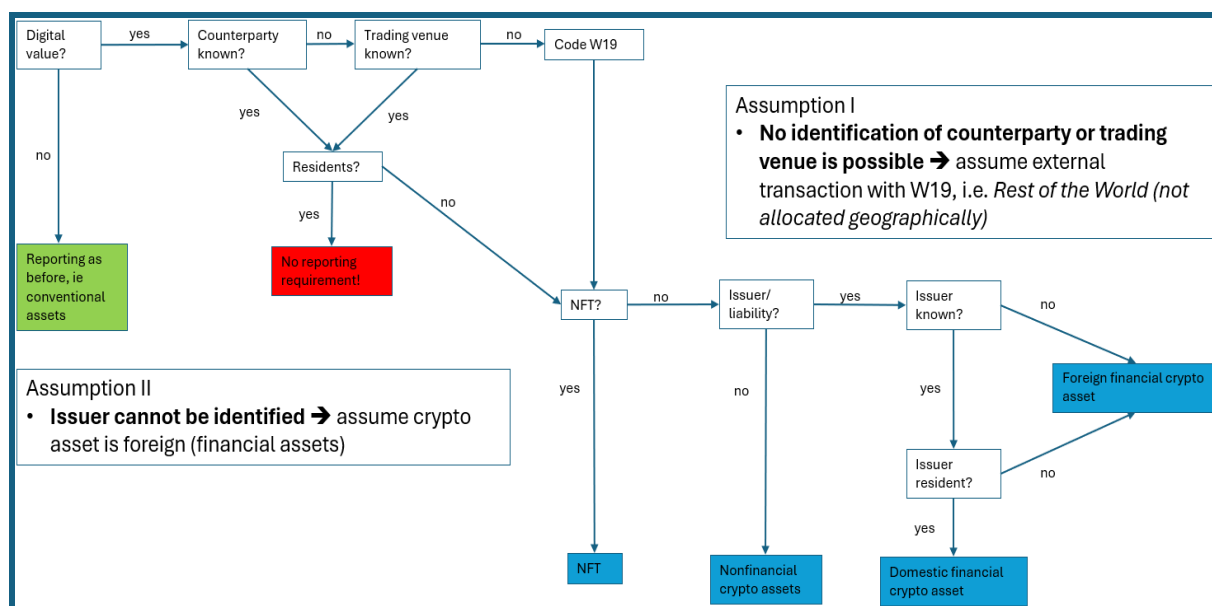 Digital
value?
yes
Counterparty
known?
no
Trading venue
known?
no
Code W19
yes
yes
no
Residents?
yes
no
Assumption I
• No identification of counterparty or trading
venue is possible ➔ assume external
transaction with W19, i.e. Rest of the World (not
allocated geographically)
Reporting as
before, ie
conventional
assets
No reporting
requirement!
NFT?
no
Issuer/
liability?
yes
Issuer
known?
no
Assumption II
• Issuer cannot be identified ➔ assume crypto
asset is foreign (financial assets)
yes
no
yes
Foreign financial crypto
asset
Issuer
resident?
no
yes
NFT
Nonfinancial
crypto assets
Domestic financial
crypto asset